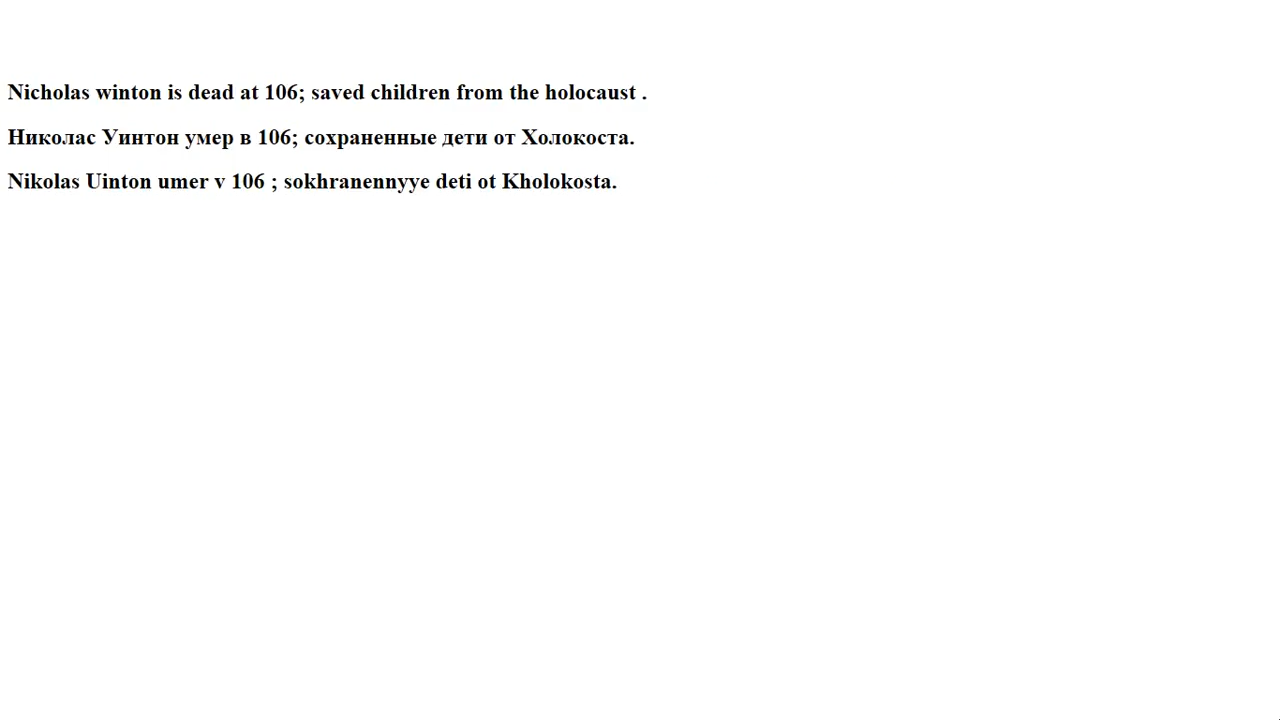 Nicholas winton is dead at 106; saved children from the holocaust .
Николас Уинтон умер в 106; сохраненные дети от Холокоста.
Nikolas Uinton umer v 106 ; sokhranennyye deti ot Kholokosta.